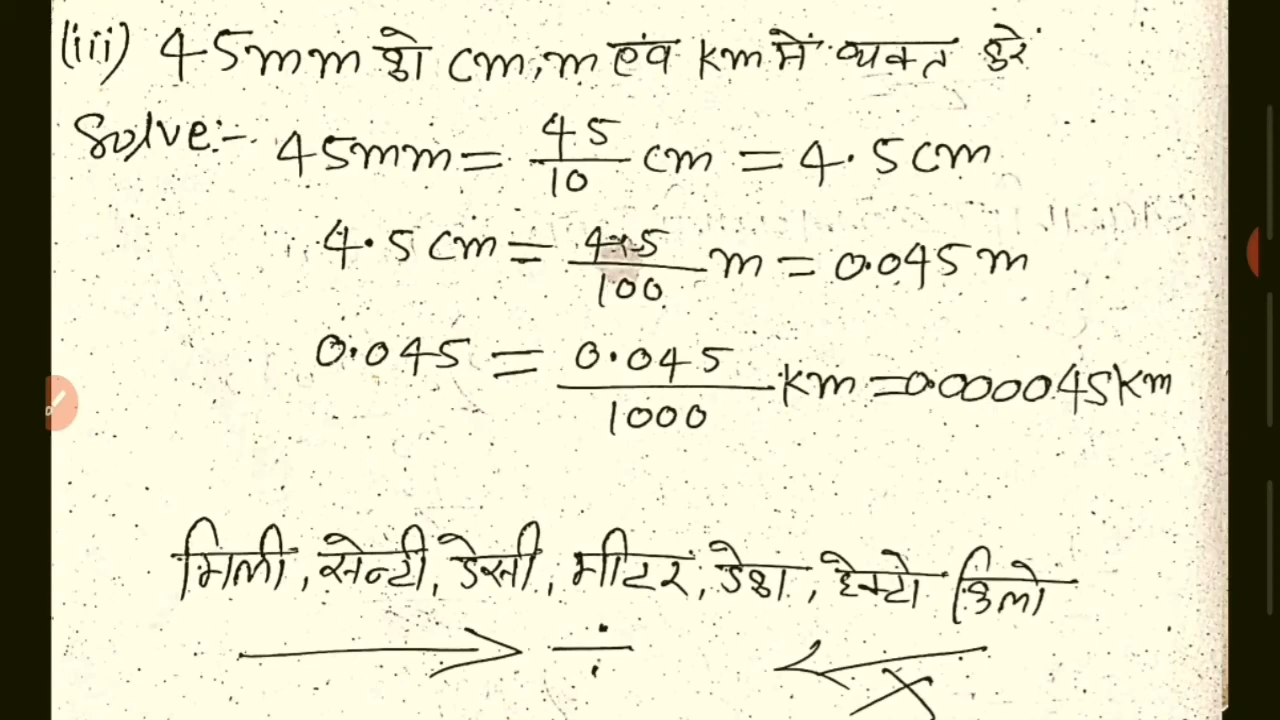 (iii) 45mm को cm, m एवं km में व्यक्त करें
Solve:- 45mm = 45/10 cm = 4.5cm
4.5cm = 4.5/100 m = 0.045m
0.045 = 0.045/1000 km = 0.000045km
मिली, सेन्टी, डेसी, मीटर, डेका, हेक्टो किलो
→ ÷ ← ×